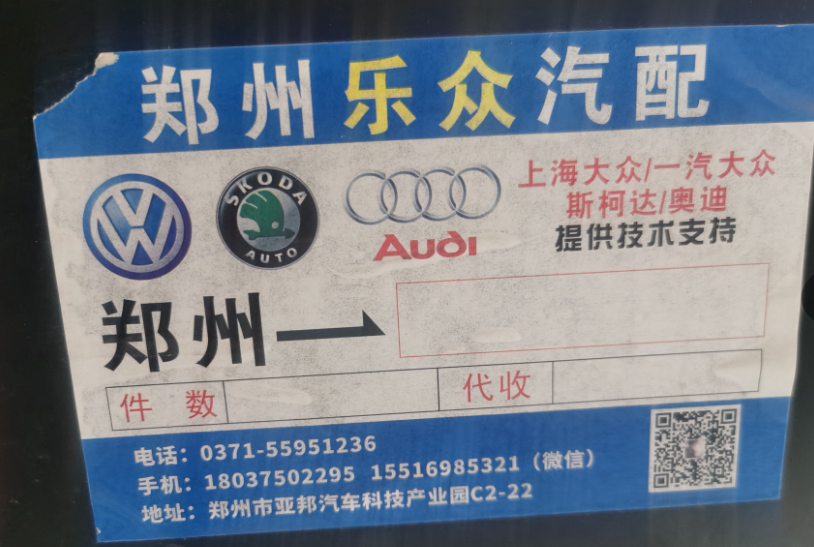 郑州乐众汽配
SKODA
AUTO
Audi
上海大众/一汽大众
斯柯达/奥迪
提供技术支持
郑州
件 数
代收
电话：0371-55951236
手机：18037502295 15516985321（微信）
地址：郑州市亚邦汽车科技产业园C2-22